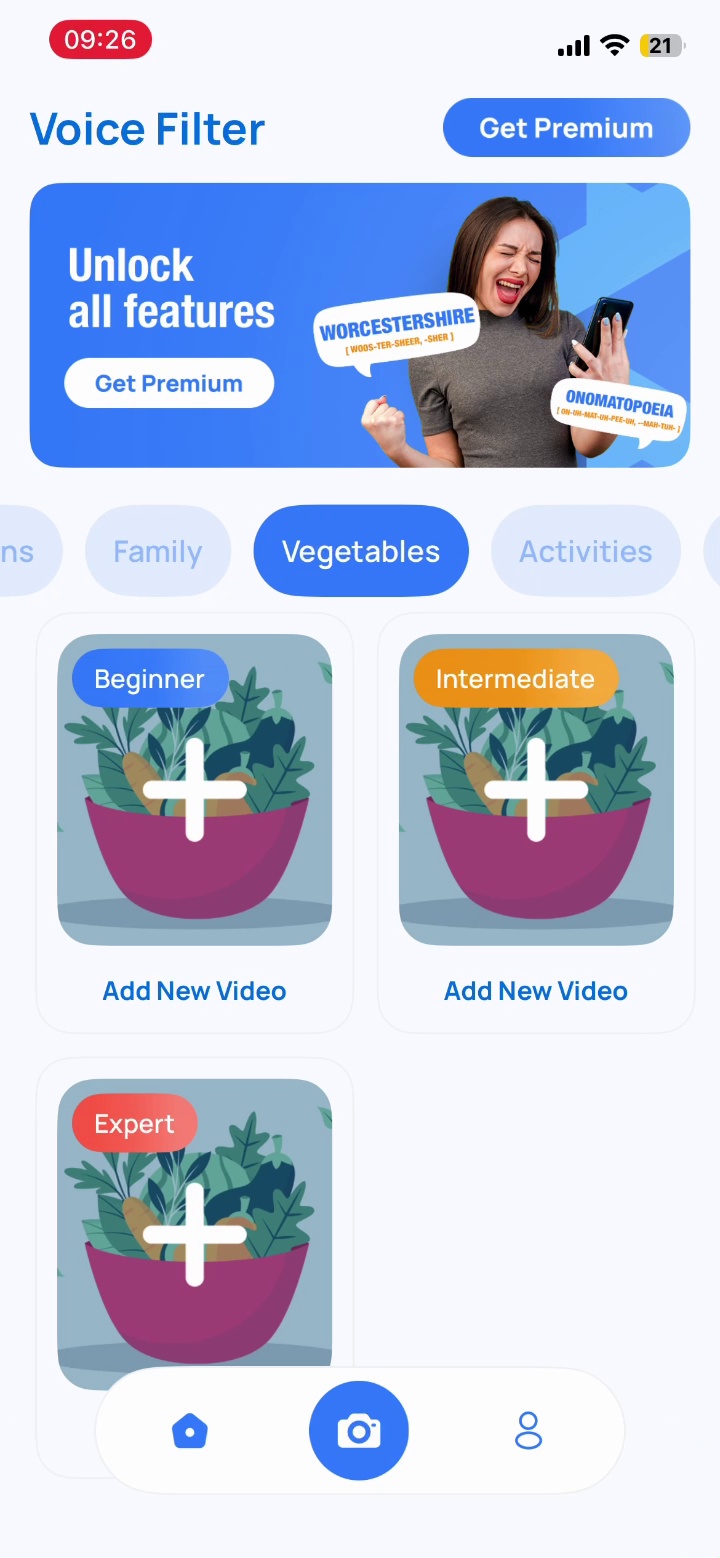 09:26
21
Voice Filter
Get Premium
Unlock
all features
Get Premium
WORCESTERSHIRE
[ WOOS-TER-SHEER, -SHER ]
ONOMATOPOEIA
[ ON-UH-MAT-UH-PEE-UH, --MAH-TUH- ]
ns
Family
Vegetables
Activities
Beginner
Intermediate
Add New Video
Add New Video
Expert